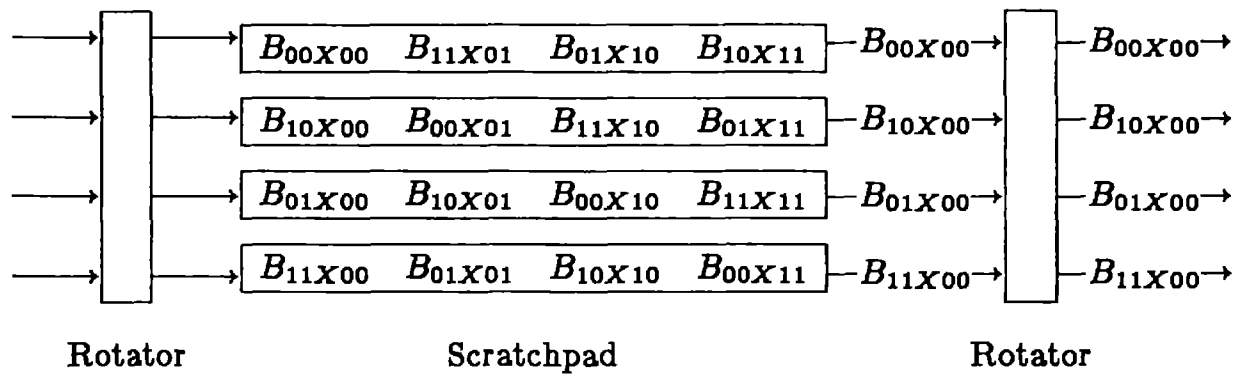 B00X00 B11X01 B01X10 B10X11 B00X00 B00X00
B10X00 B00X01 B11X10 B01X11 B10X00 B10X00
B01X00 B10X01 B00X10 B11X11 B01X00 B01X00
B11X00 B01X01 B10X10 B00X11 B11X00 B11X00
Rotator Scratchpad Rotator